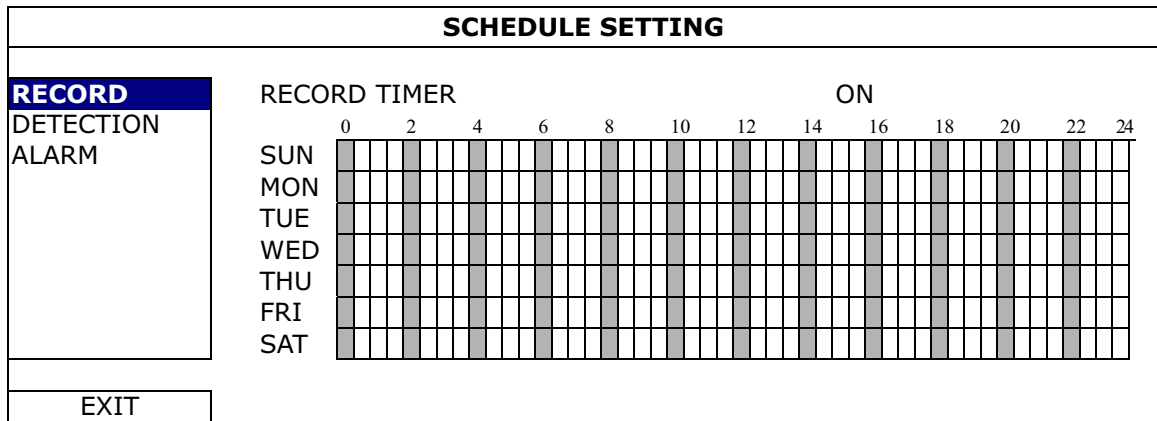 SCHEDULE SETTING
RECORD
DETECTION
ALARM
RECORD TIMER ON
0 2 4 6 8 10 12 14 16 18 20 22 24
SUN
MON
TUE
WED
THU
FRI
SAT
EXIT